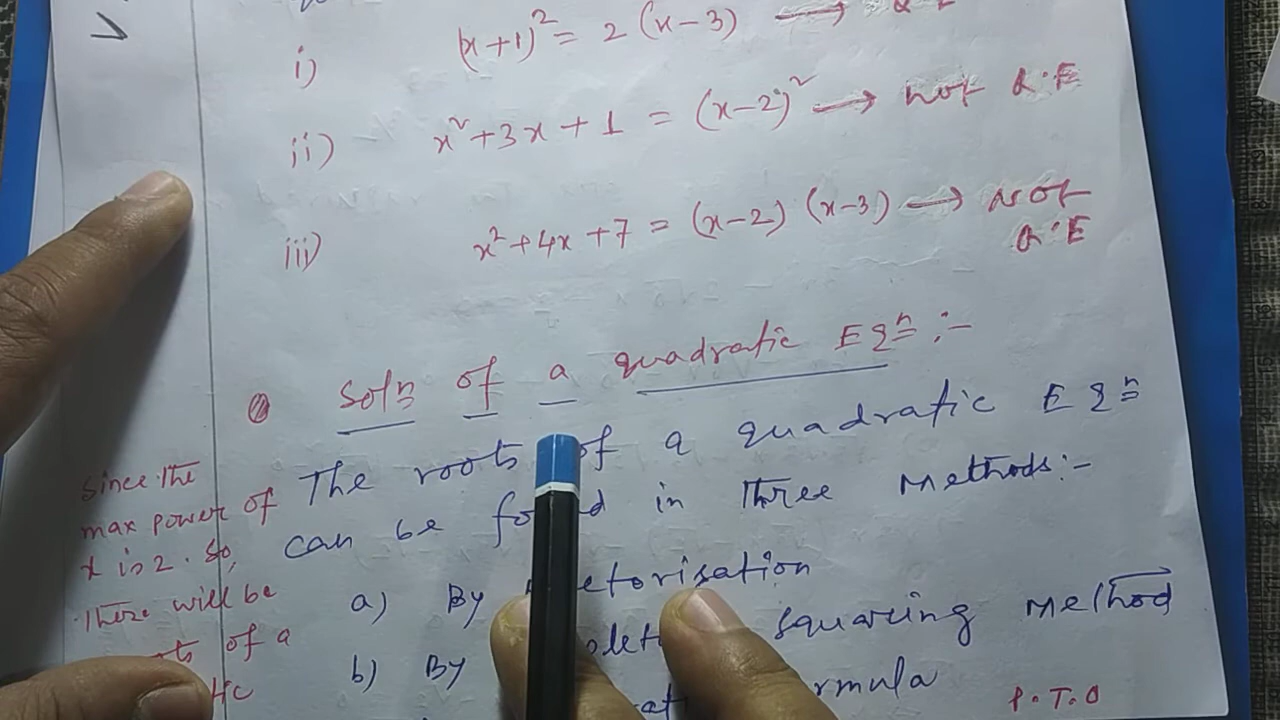 i) (x+1)² = 2(x-3) →
ii) x²+3x+1 = (x-2)² → not Q.E
iii) x²+4x+7 = (x-2) (x-3) → Not
Q.E
Soln of a quadratic Eqn :-
The roots of a quadratic Eqn
can be in three Methods:-
a) By
b) By squaring Method
since the
max power of
x is 2. So,
There will be
of a
P.T.O